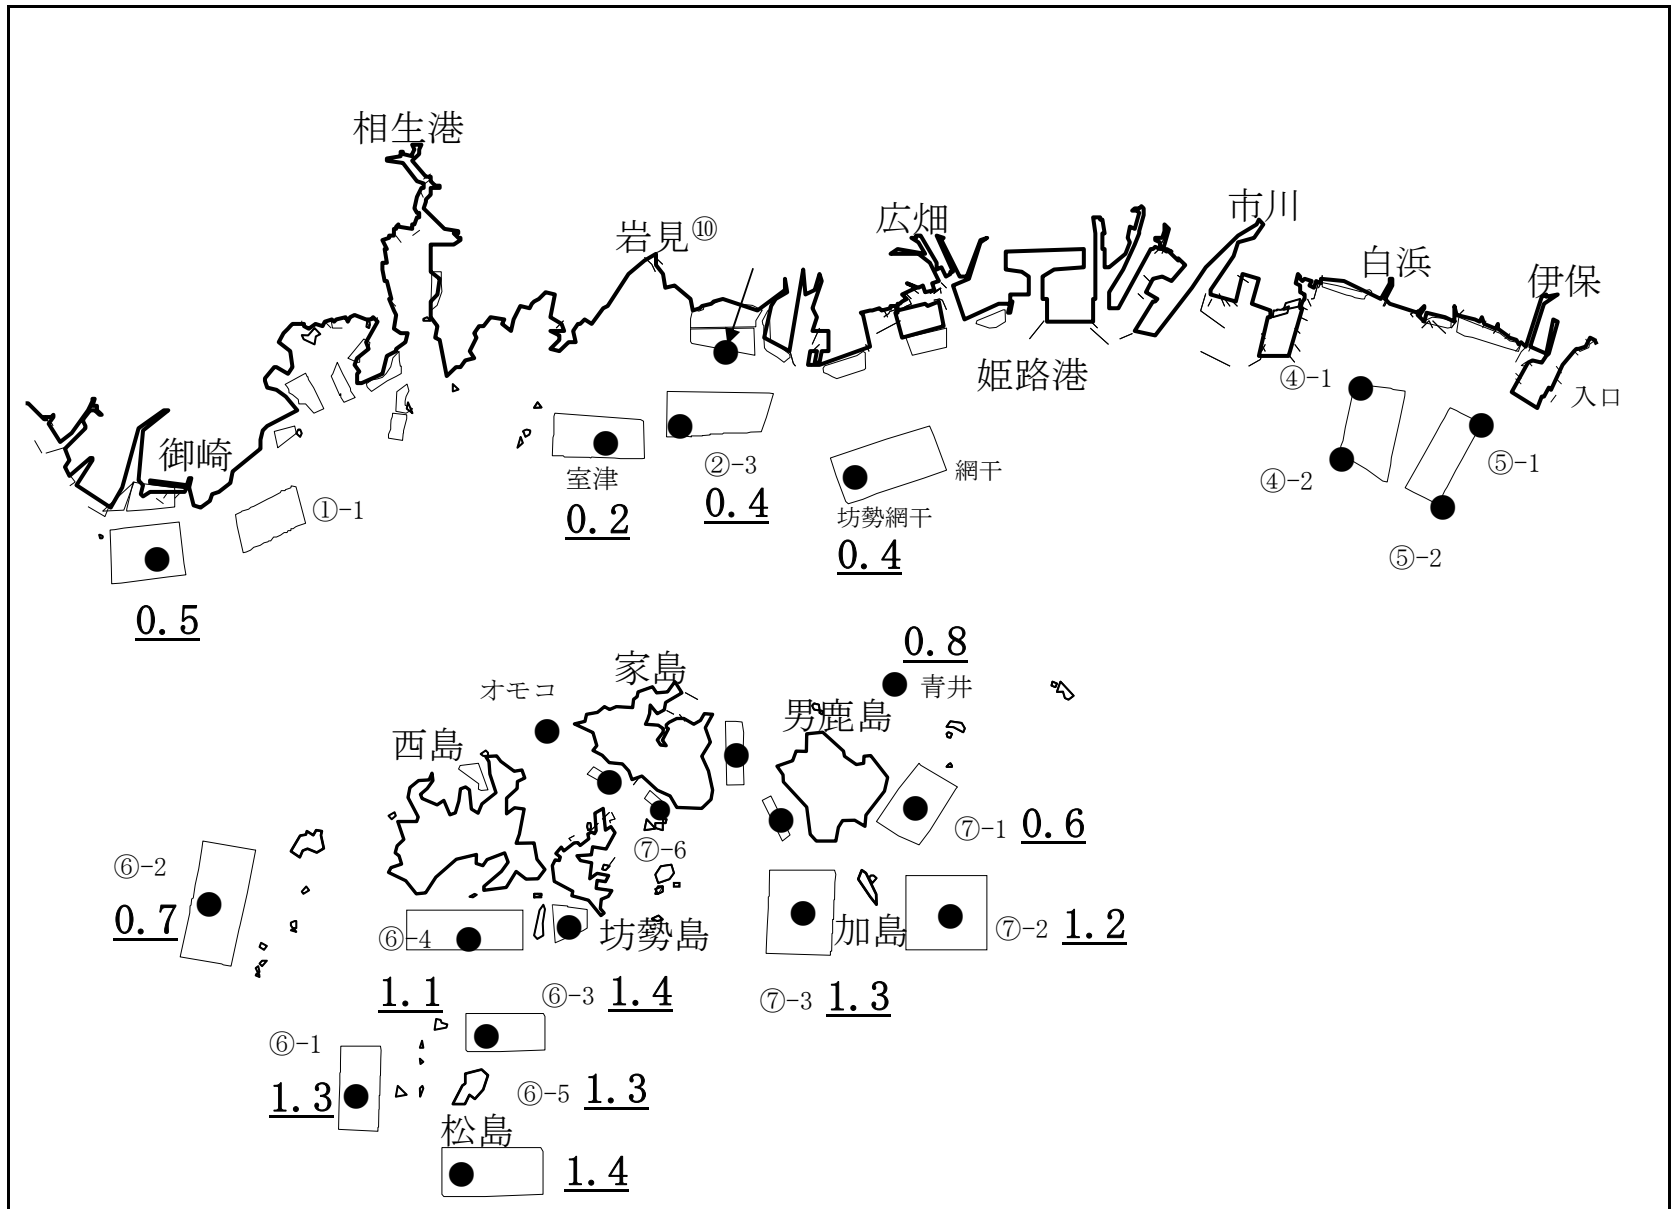 相生港
市川
広畑
岩見⑩
白浜
伊保
姫路港
④-1
入口
御崎
②-3
⑤-1
網干
室津
④-2
0.4
①-1
坊勢網干
0.2
0.4
⑤-2
0.5
0.8
家島
青井
オモコ
男鹿島
西島
⑦-1 0.6
⑦-6
⑥-2
0.7
⑥-4
坊勢島
加島
⑦-2 1.2
1.1
⑥-3 1.4
⑦-3 1.3
⑥-1
1.3
⑥-5 1.3
松島
1.4